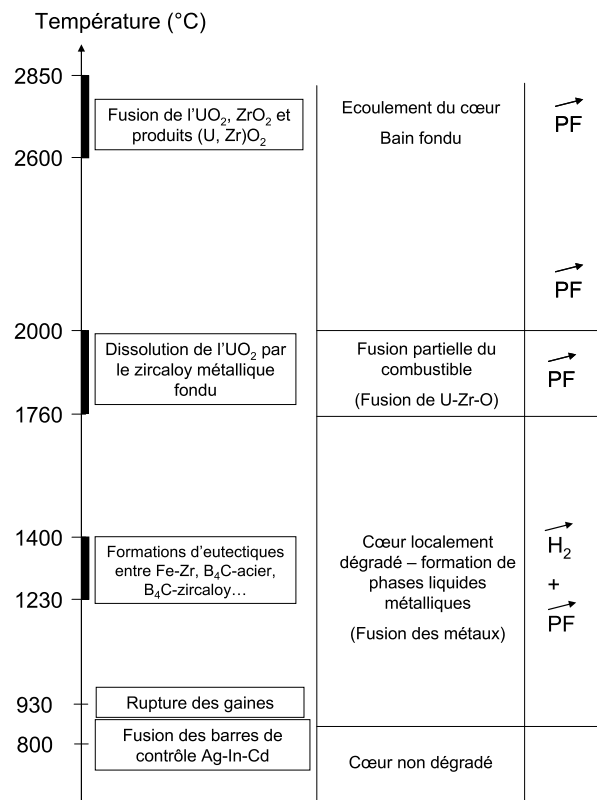 Température (°C)
2850
Fusion de l'UO₂, ZrO₂ et
produits (U, Zr)O₂
2600
Ecoulement du cœur
Bain fondu
PF
PF
2000
Dissolution de l'UO₂ par
le zircaloy métallique
fondu
1760
Fusion partielle du
combustible
(Fusion de U-Zr-O)
PF
1400
Formations d'eutectiques
entre Fe-Zr, B₄C-acier,
B₄C-zircaloy…
1230
Cœur localement
dégradé – formation de
phases liquides
métalliques
(Fusion des métaux)
H₂
+
PF
930
Rupture des gaines
800
Fusion des barres de
contrôle Ag-In-Cd
Cœur non dégradé